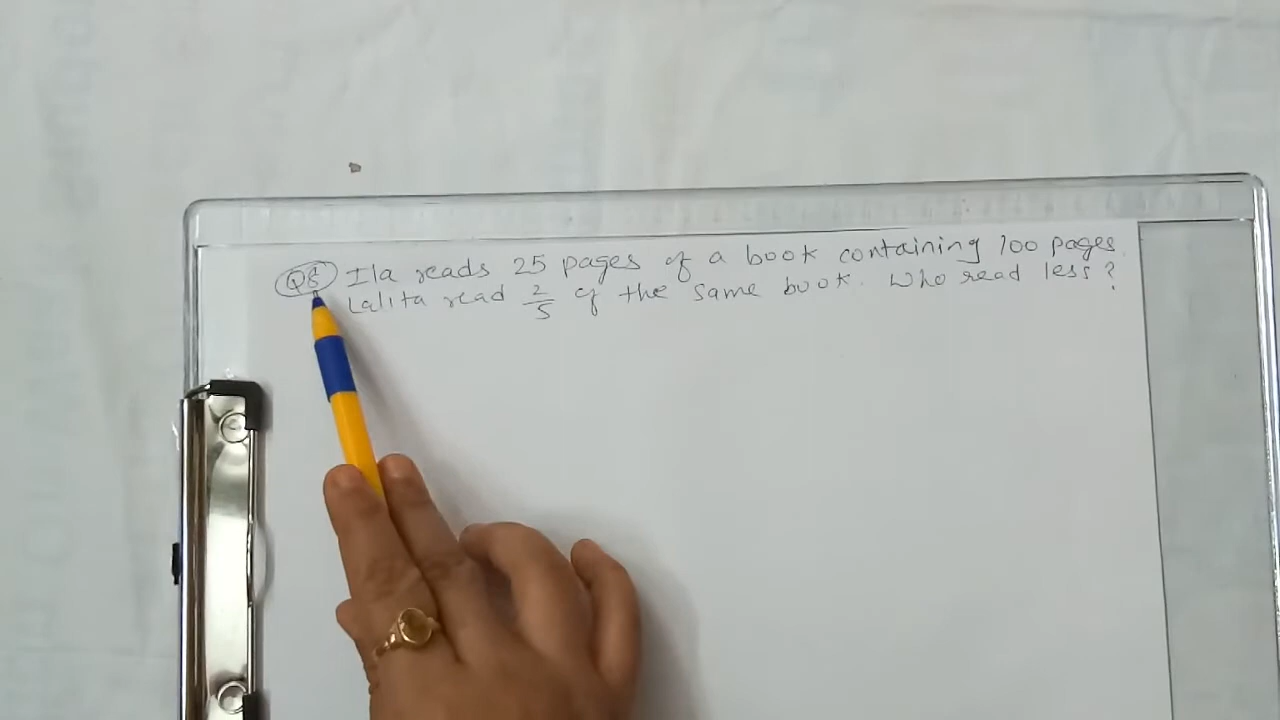 Q8 Ila reads 25 pages of a book containing 100 pages.
Lalita read 2/5 of the same book. Who read less?